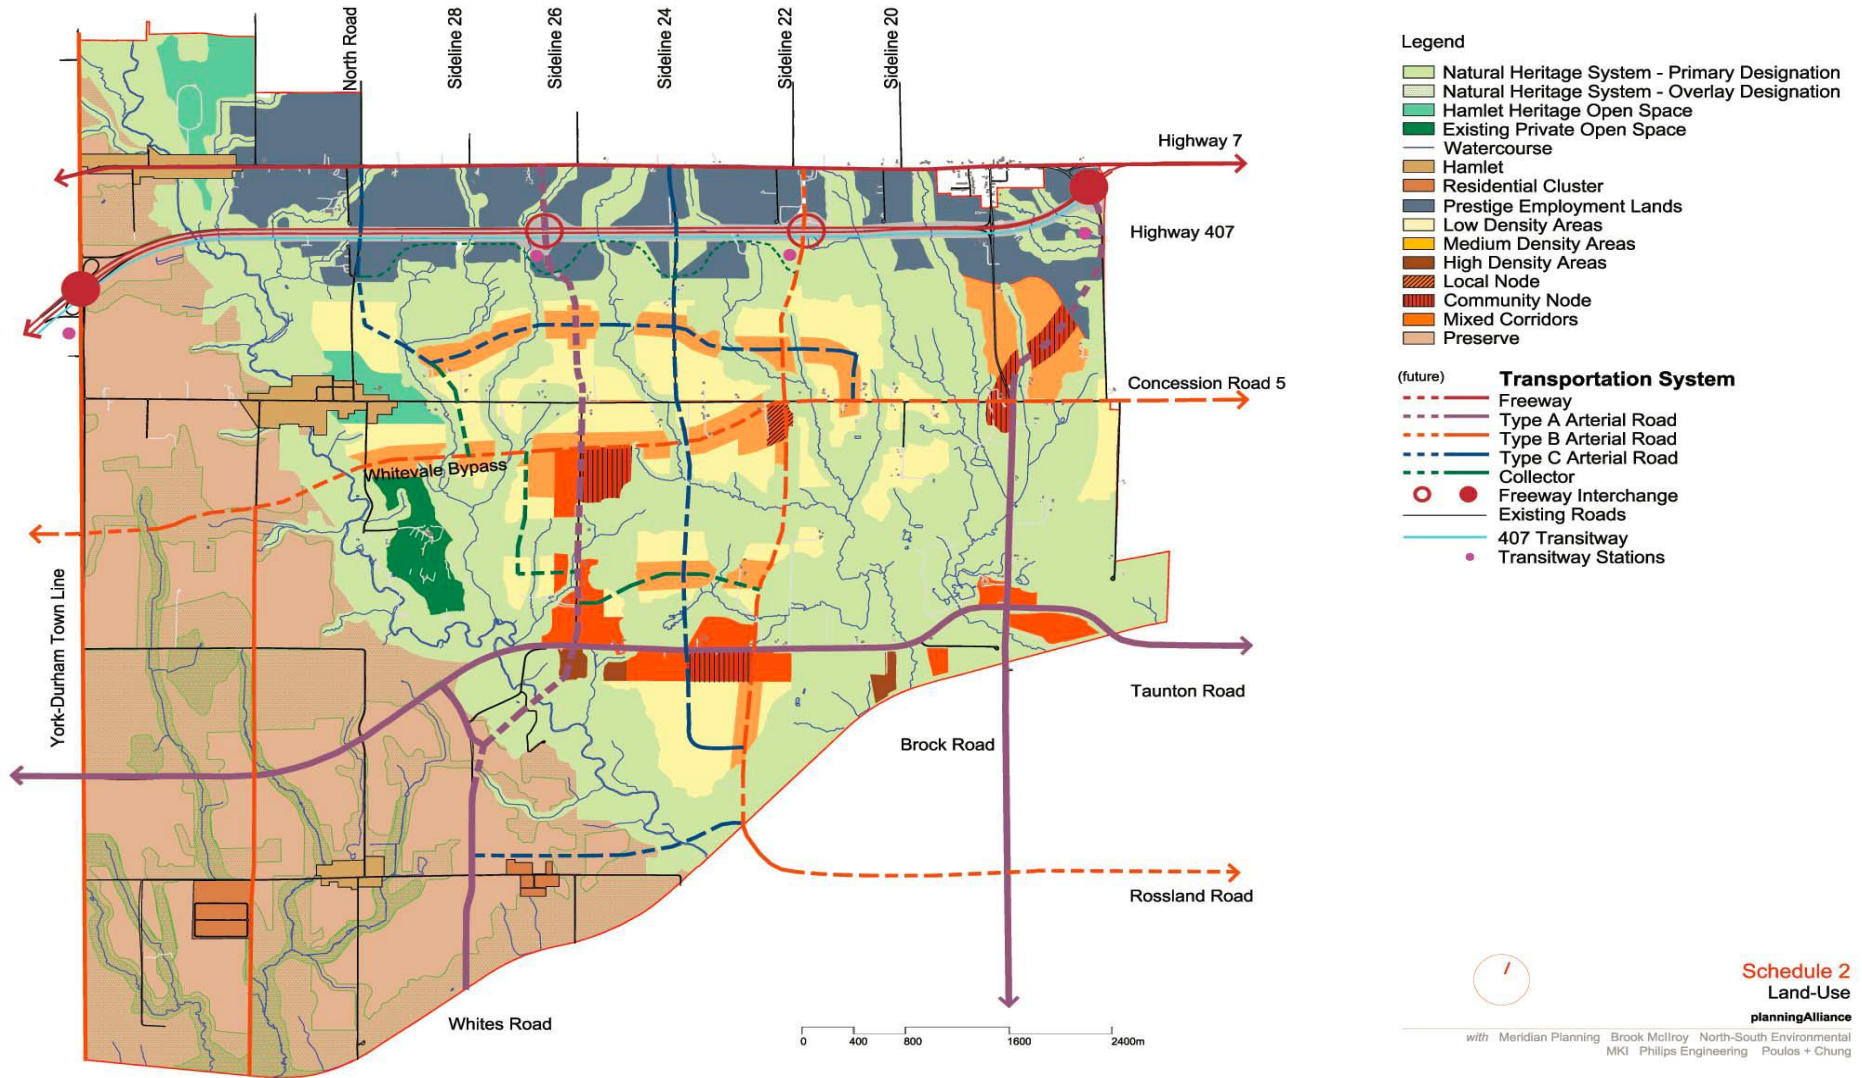 North Road
Sideline 28
Sideline 26
Sideline 24
Sideline 22
Sideline 20
Highway 7
Highway 407
Concession Road 5
Whitevale Bypass
York-Durham Town Line
Taunton Road
Brock Road
Rossland Road
Whites Road
0 400 800 1600 2400m
Legend
Natural Heritage System - Primary Designation
Natural Heritage System - Overlay Designation
Hamlet Heritage Open Space
Existing Private Open Space
Watercourse
Hamlet
Residential Cluster
Prestige Employment Lands
Low Density Areas
Medium Density Areas
High Density Areas
Local Node
Community Node
Mixed Corridors
Preserve
(future) Transportation System
Freeway
Type A Arterial Road
Type B Arterial Road
Type C Arterial Road
Collector
Freeway Interchange
Existing Roads
407 Transitway
Transitway Stations
Schedule 2
Land-Use
planningAlliance
with Meridian Planning Brook McIlroy North-South Environmental
MKI Philips Engineering Poulos + Chung